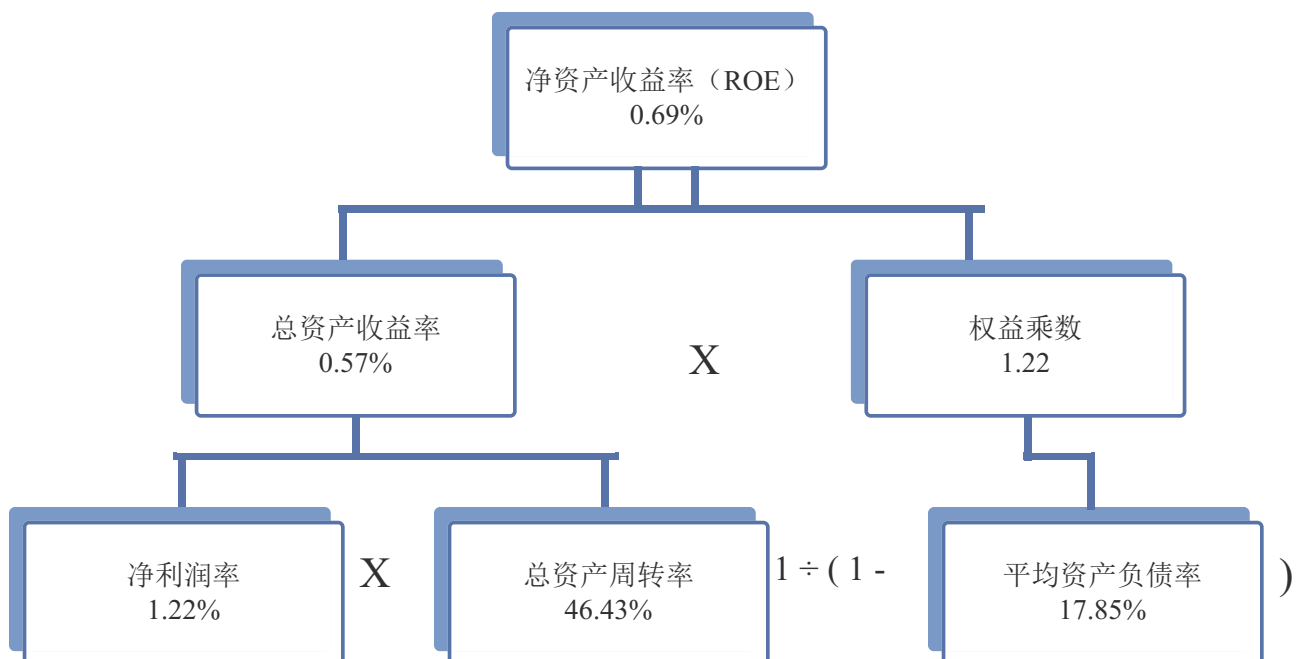 净资产收益率（ROE）
0.69%
总资产收益率
0.57%
X
权益乘数
1.22
净利润率
1.22%
X
总资产周转率
46.43%
1 ÷ ( 1 -
平均资产负债率
17.85%
)